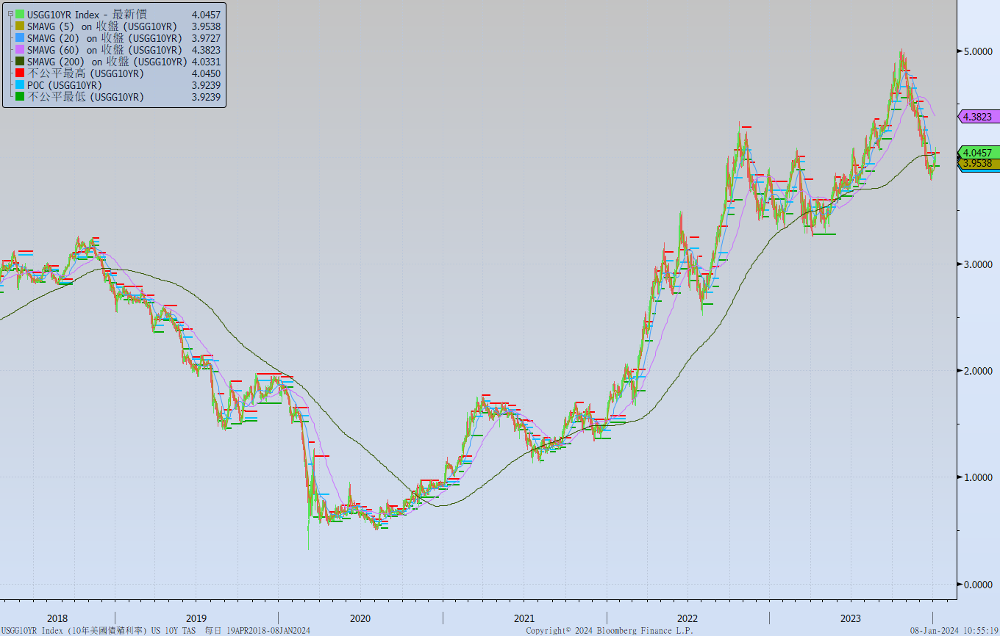 USGG10YR Index - 最新價 4.0457
SMAVG (5) on 收盤 (USGG10YR) 3.9538
SMAVG (20) on 收盤 (USGG10YR) 3.9727
SMAVG (60) on 收盤 (USGG10YR) 4.3823
SMAVG (200) on 收盤 (USGG10YR) 4.0331
不公平最高 (USGG10YR) 4.0450
POC (USGG10YR) 3.9239
不公平最低 (USGG10YR) 3.9239
5.0000
4.3823
4.0457
3.9538
3.0000
2.0000
1.0000
0.0000
2018 2019 2020 2021 2022 2023
USGG10YR Index (10年美國債殖利率) US 10Y TAS 每日 19APR2018-08JAN2024 Copyright© 2024 Bloomberg Finance L.P. 08-Jan-2024 10:55:19